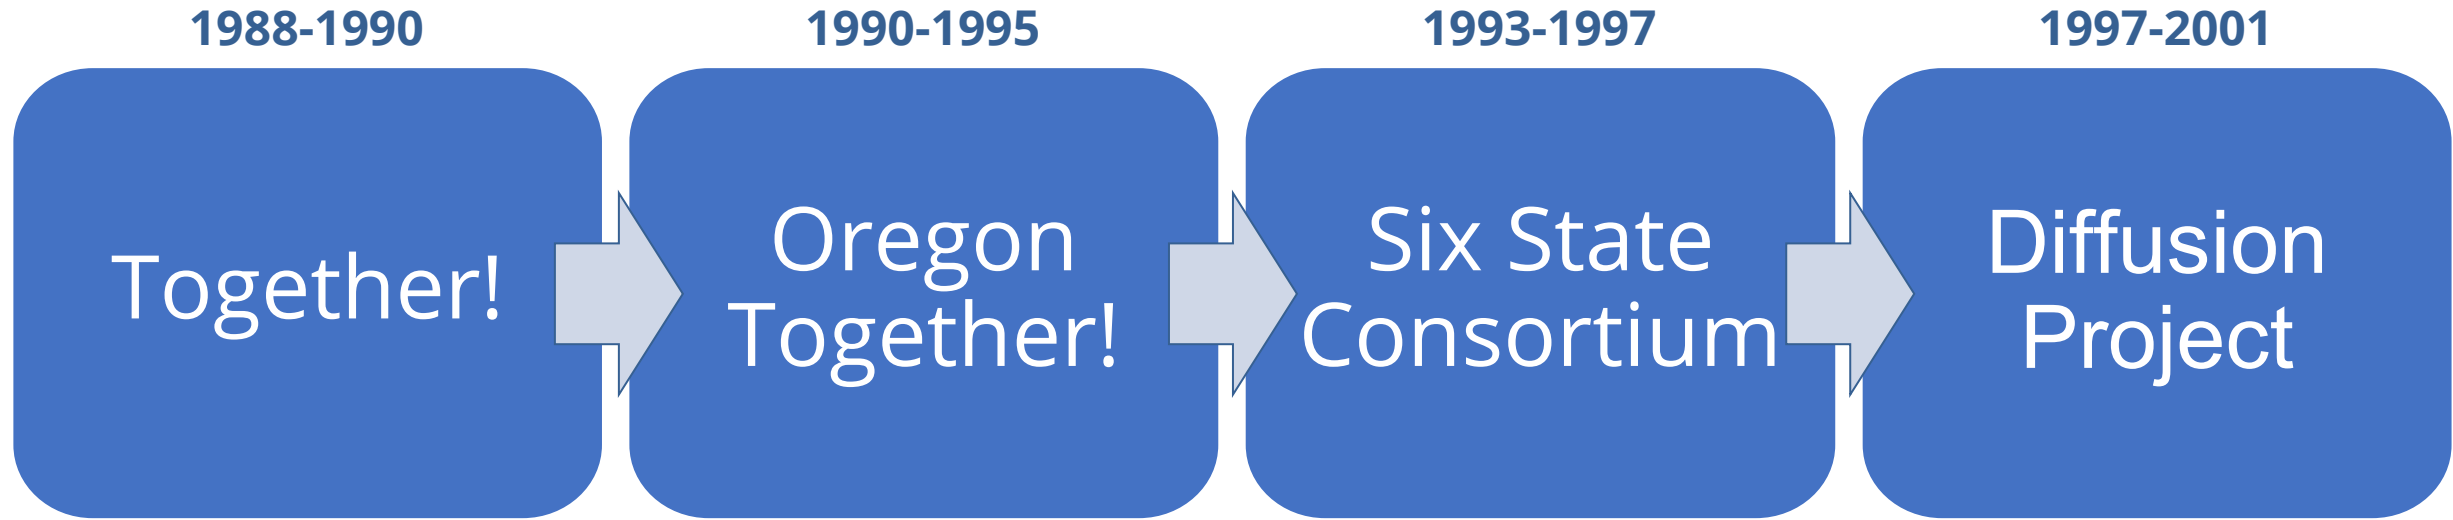 1988-1990
1990-1995
1993-1997
1997-2001
Together!
Oregon
Together!
Six State
Consortium
Diffusion
Project